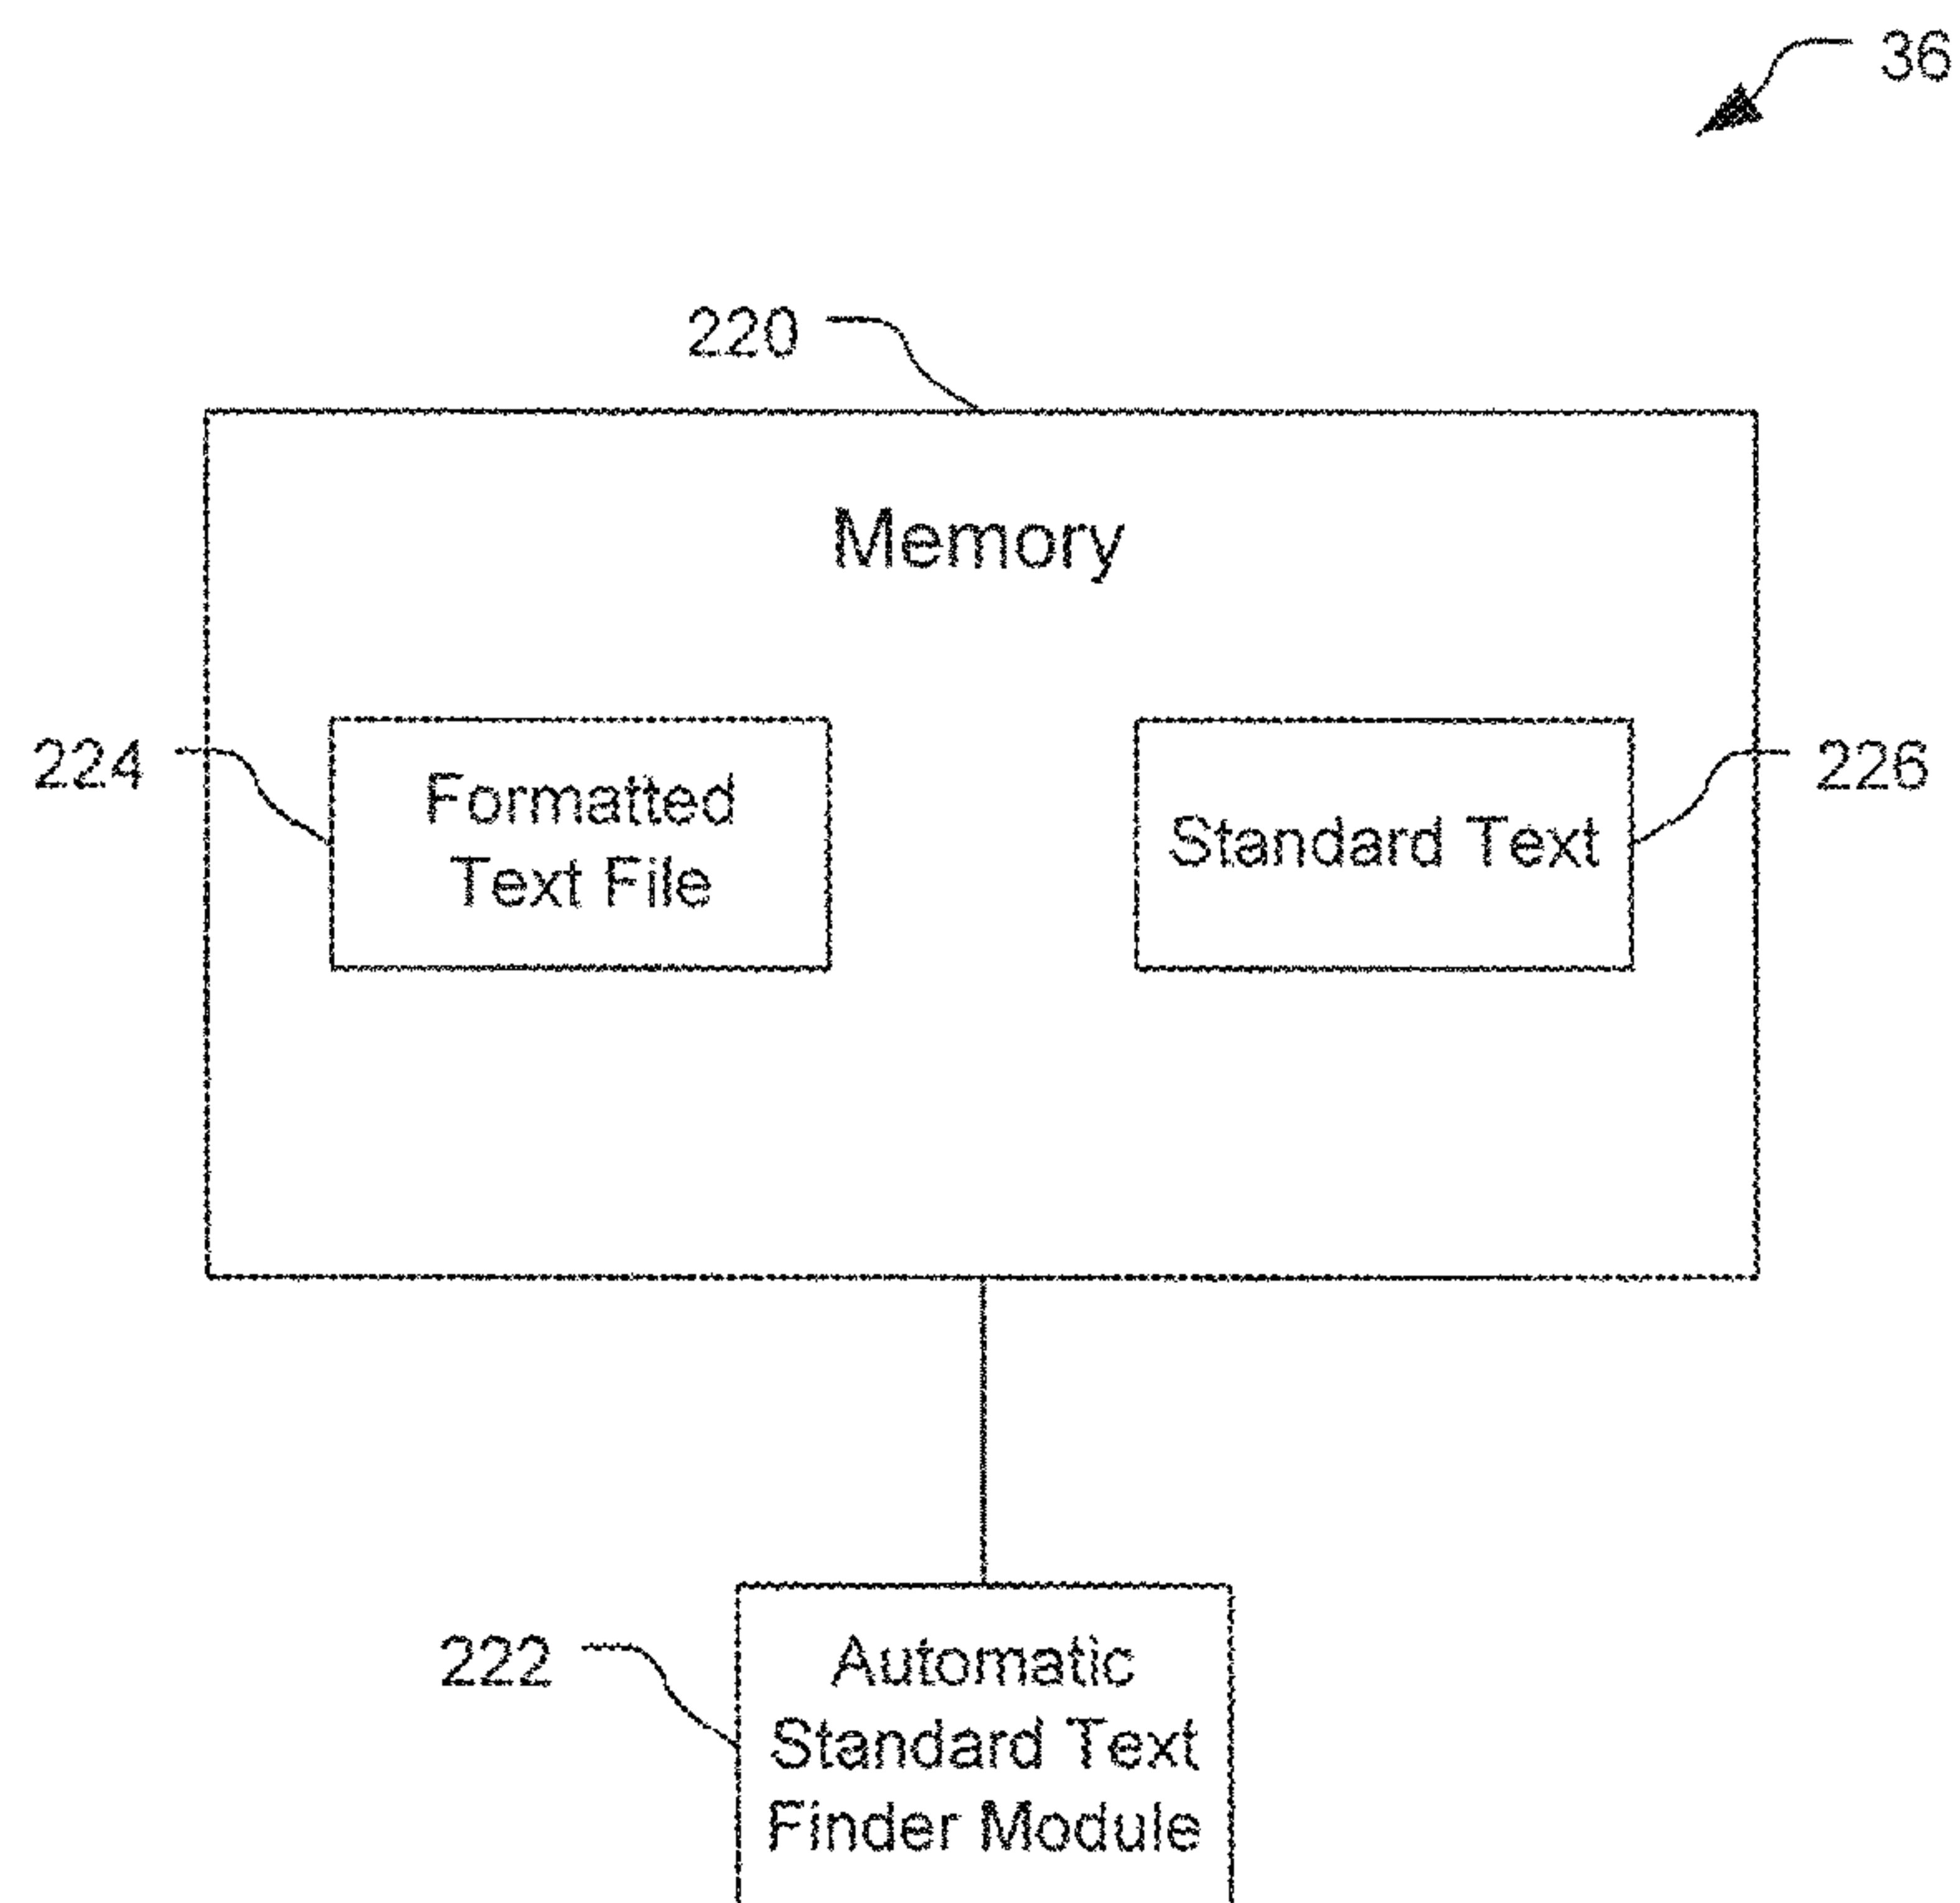 36
220
Memory
224
Formatted
Text File
Standard Text
226
222
Automatic
Standard Text
Finder Module